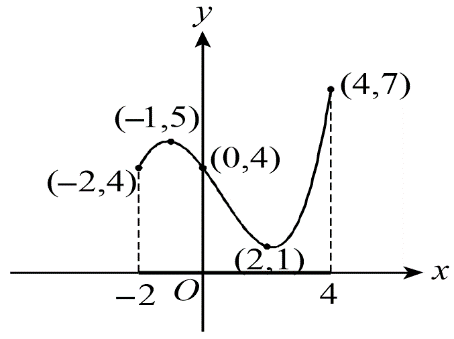 y
(4,7)
(−1,5)
(0,4)
(−2,4)
(2,1)
x
−2
O
4